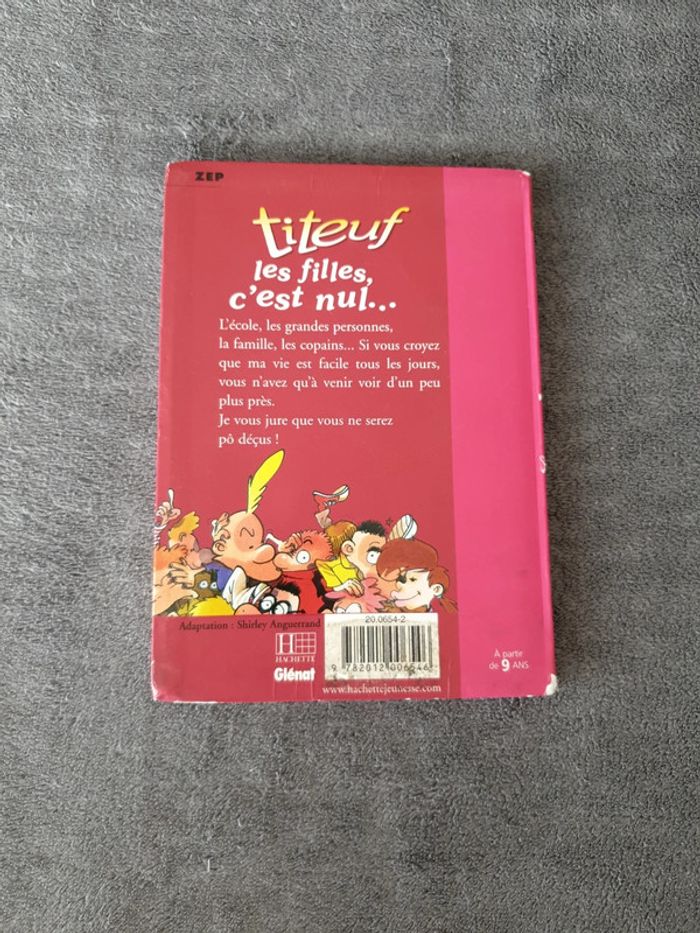 ZEP
titeuf
les filles,
c'est nul...
L'école, les grandes personnes,
la famille, les copains... Si vous croyez
que ma vie est facile tous les jours,
vous n'avez qu'à venir voir d'un peu
plus près.
Je vous jure que vous ne serez
pô déçus !
Adaptation : Shirley Anguerrand
20.0654-2
H
HACHETTE
Glénat
9 782012 006546
www.hachettejeunesse.com
À partir
de 9 ANS